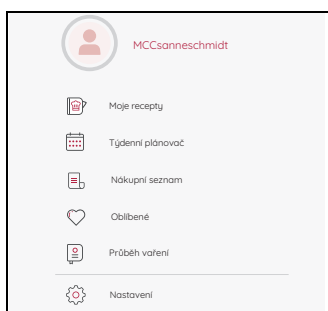 MCCsanneschmidt
Moje recepty
Týdenní plánovač
Nákupní seznam
Oblíbené
Průběh vaření
Nastavení